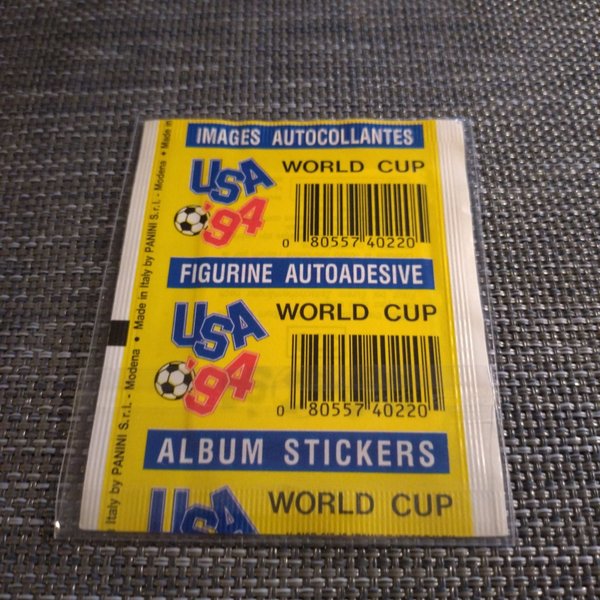 IMAGES AUTOCOLLANTES
USA '94
WORLD CUP
0 80557 40220
FIGURINE AUTOADESIVE
USA '94
WORLD CUP
0 80557 40220
ALBUM STICKERS
USA
WORLD CUP
Italy by PANINI S.r.l. - Modena • Made in Italy by PANINI S.r.l. - Modena • Made in